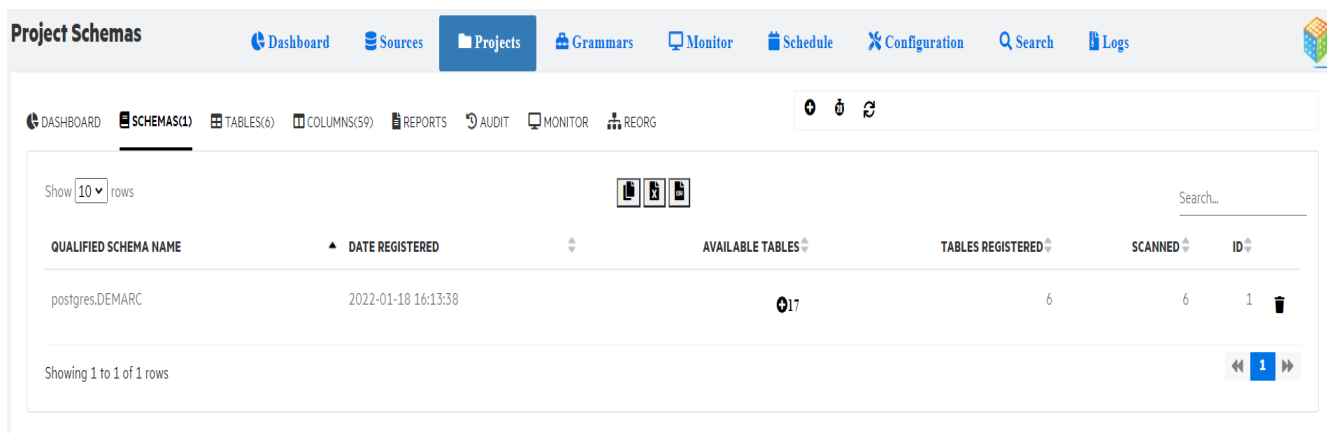 Project Schemas
Dashboard Sources Projects Grammars Monitor Schedule Configuration Search Logs
DASHBOARD SCHEMAS(1) TABLES(6) COLUMNS(59) REPORTS AUDIT MONITOR REORG
Show 10 rows
Search...
QUALIFIED SCHEMA NAME DATE REGISTERED AVAILABLE TABLES TABLES REGISTERED SCANNED ID
postgres.DEMARC 2022-01-18 16:13:38 17 6 6 1
Showing 1 to 1 of 1 rows
1